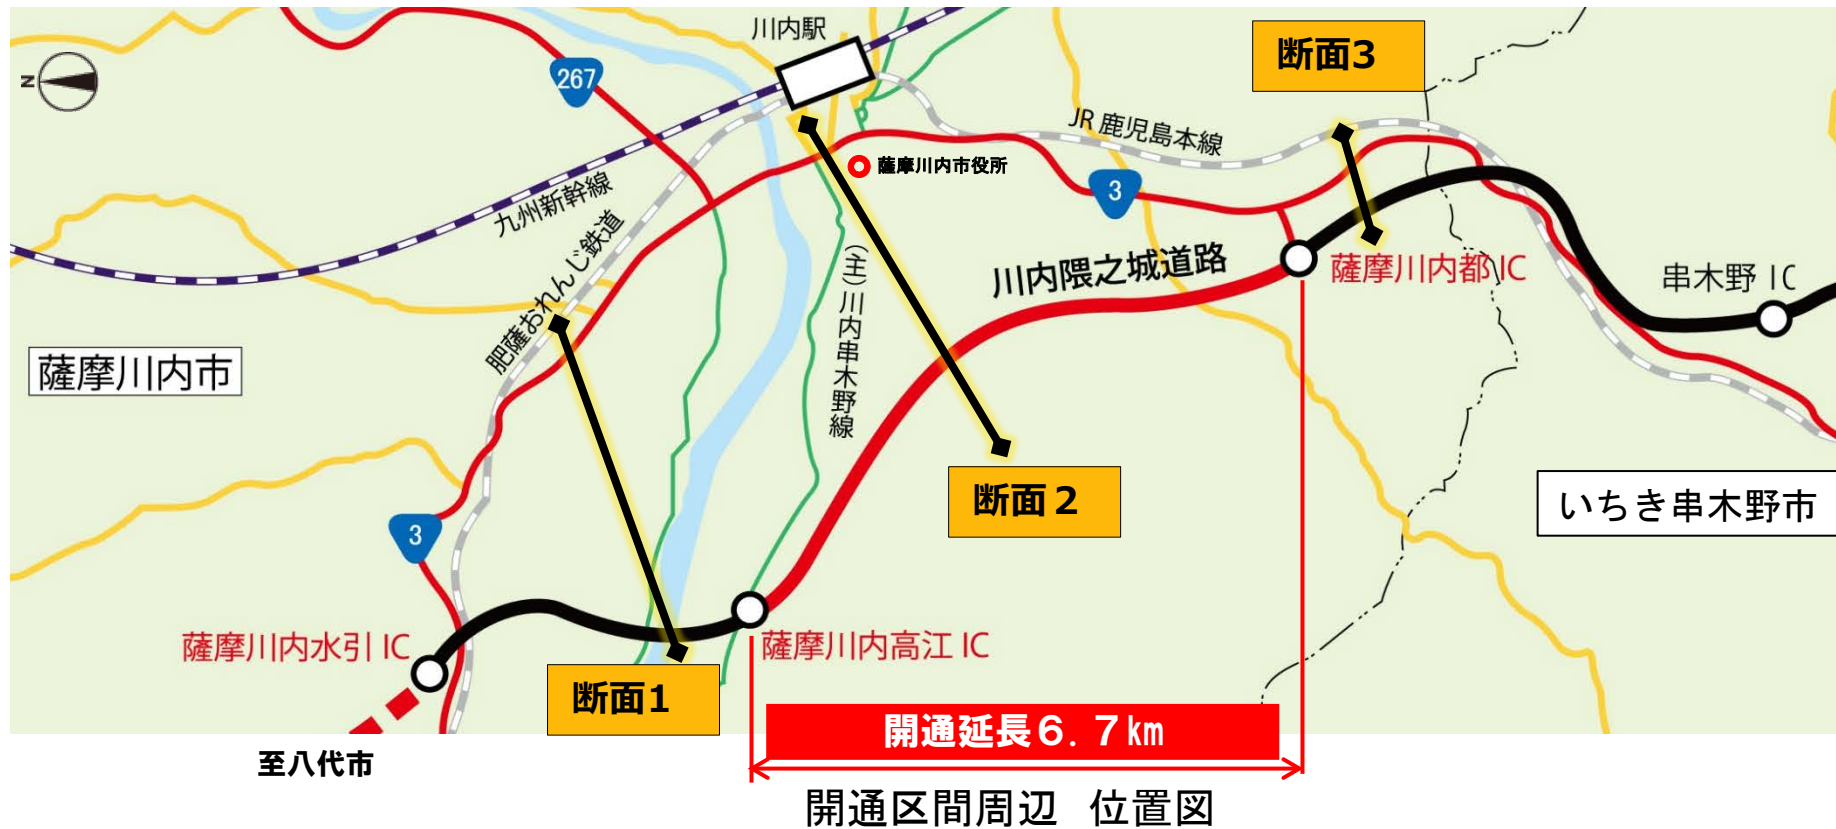 川内駅
断面3
N
267
JR 鹿児島本線
薩摩川内市役所
3
九州新幹線
肥薩おれんじ鉄道
(主)川内串木野線
川内隈之城道路
薩摩川内都 IC
串木野 IC
薩摩川内市
断面２
いちき串木野市
3
薩摩川内水引 IC
薩摩川内高江 IC
断面1
開通延長６．７㎞
至八代市
開通区間周辺　位置図